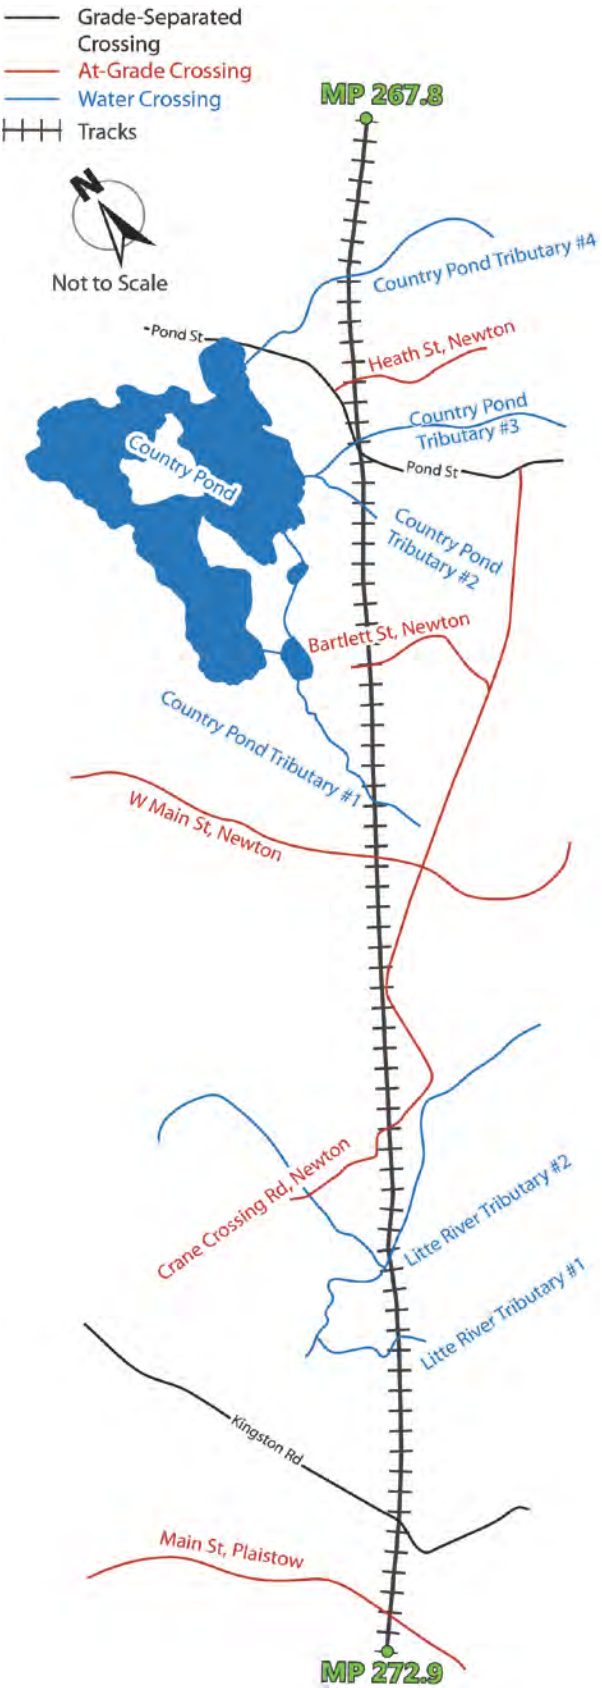 Grade-Separated
Crossing
At-Grade Crossing
Water Crossing
Tracks
MP 267.8
N
Not to Scale
Country Pond Tributary #4
Pond St
Heath St, Newton
Country Pond
Tributary #3
Country Pond
Pond St
Country Pond
Tributary #2
Bartlett St, Newton
Country Pond Tributary #1
W Main St, Newton
Crane Crossing Rd, Newton
Litte River Tributary #2
Litte River Tributary #1
Kingston Rd
Main St, Plaistow
MP 272.9